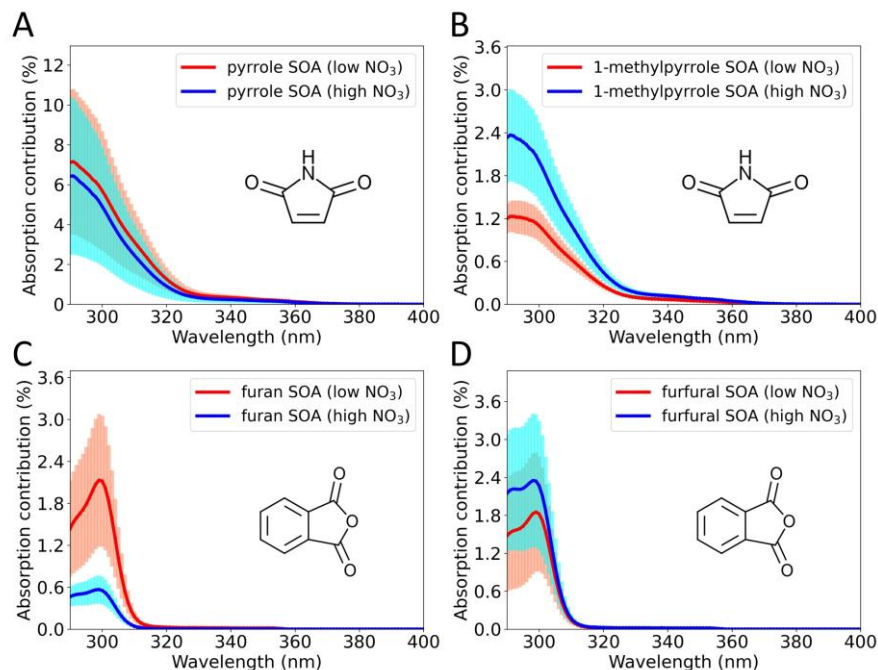 A
Absorption contribution (%)
12
10
8
6
4
2
0
pyrrole SOA (low NO₃)
pyrrole SOA (high NO₃)
H
N
O
O
300 320 340 360 380 400
Wavelength (nm)
B
Absorption contribution (%)
3.6
3.0
2.4
1.8
1.2
0.6
0.0
1-methylpyrrole SOA (low NO₃)
1-methylpyrrole SOA (high NO₃)
H
N
O
O
300 320 340 360 380 400
Wavelength (nm)
C
Absorption contribution (%)
3.6
3.0
2.4
1.8
1.2
0.6
0.0
furan SOA (low NO₃)
furan SOA (high NO₃)
O
O
O
300 320 340 360 380 400
Wavelength (nm)
D
Absorption contribution (%)
3.6
3.0
2.4
1.8
1.2
0.6
0.0
furfural SOA (low NO₃)
furfural SOA (high NO₃)
O
O
O
300 320 340 360 380 400
Wavelength (nm)